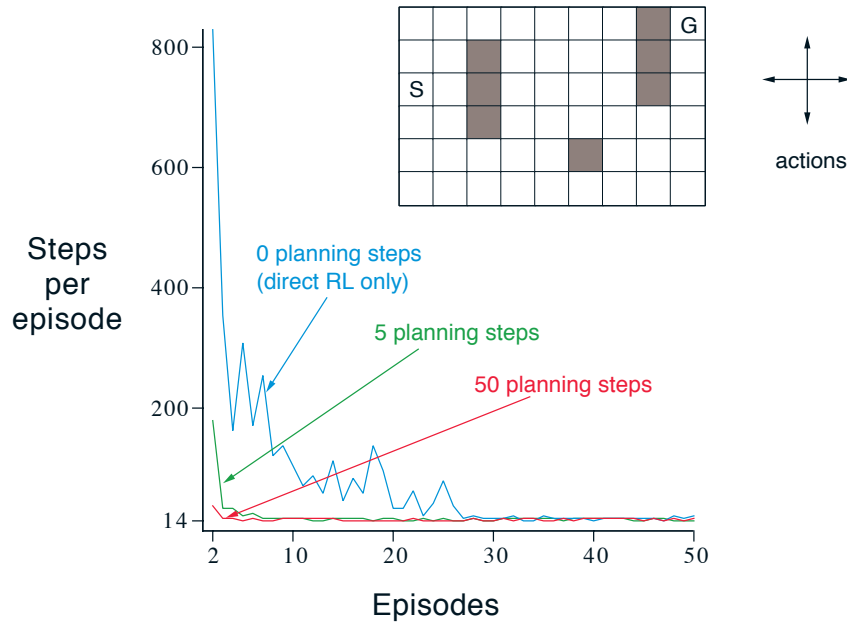 G
S
actions
800
600
400
200
14
Steps
per
episode
0 planning steps
(direct RL only)
5 planning steps
50 planning steps
2
10
20
30
40
50
Episodes